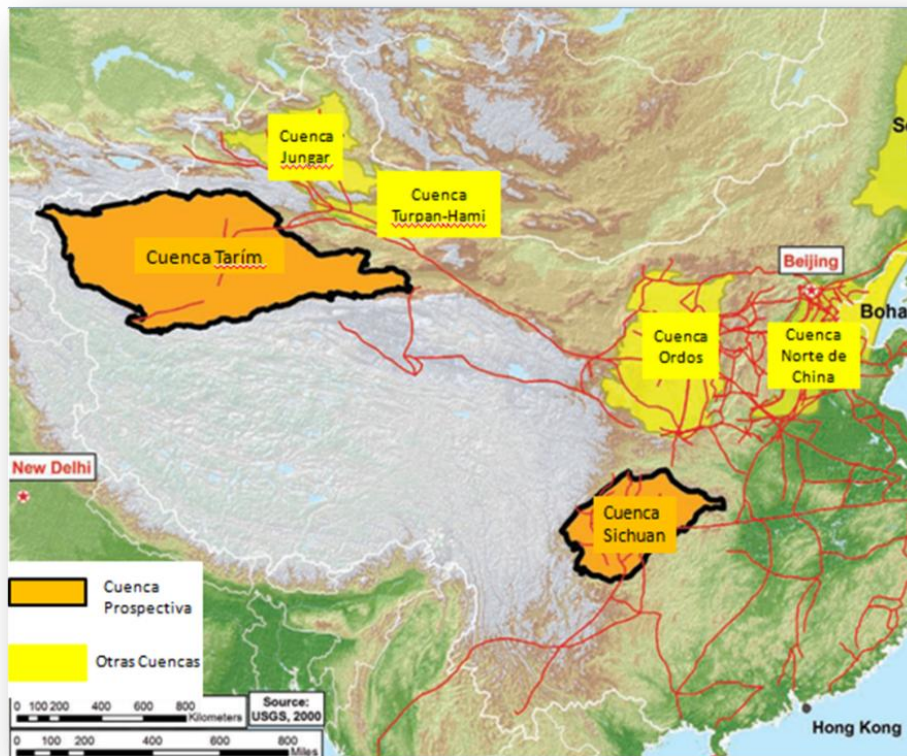 Cuenca
Jungar
Cuenca
Turpan-Hami
Cuenca Tarím
Beijing
Cuenca
Ordos
Cuenca
Norte de
China
New Delhi
Cuenca
Sichuan
Cuenca
Prospectiva
Otras Cuencas
0 100 200 400 600 800
Kilometers
Source:
USGS, 2000
0 100 200 400 600 800
Miles
Hong Kong